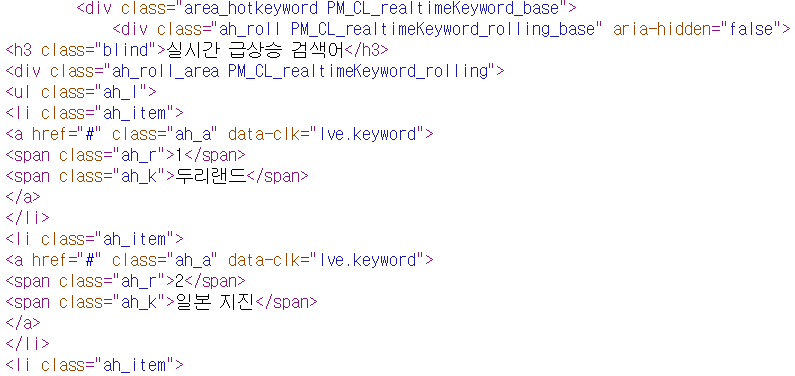 <div class="area_hotkeyword PM_CL_realtimeKeyword_base">
<div class="ah_roll PM_CL_realtimeKeyword_rolling_base" aria-hidden="false">
<h3 class="blind">실시간 급상승 검색어</h3>
<div class="ah_roll_area PM_CL_realtimeKeyword_rolling">
<ul class="ah_l">
<li class="ah_item">
<a href="#" class="ah_a" data-clk="lve.keyword">
<span class="ah_r">1</span>
<span class="ah_k">두리랜드</span>
</a>
</li>
<li class="ah_item">
<a href="#" class="ah_a" data-clk="lve.keyword">
<span class="ah_r">2</span>
<span class="ah_k">일본 지진</span>
</a>
</li>
<li class="ah_item">